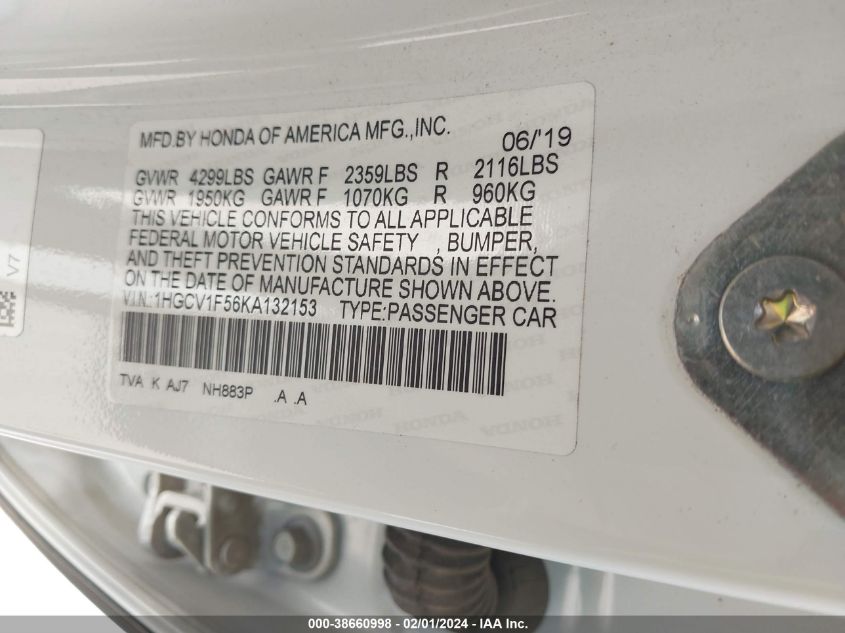 MFD.BY HONDA OF AMERICA MFG.,INC. 06/'19
GVWR 4299LBS GAWR F 2359LBS R 2116LBS
GVWR 1950KG GAWR F 1070KG R 960KG
THIS VEHICLE CONFORMS TO ALL APPLICABLE
FEDERAL MOTOR VEHICLE SAFETY , BUMPER,
AND THEFT PREVENTION STANDARDS IN EFFECT
ON THE DATE OF MANUFACTURE SHOWN ABOVE.
V.I.N.:1HGCV1F56KA132153 TYPE:PASSENGER CAR
TVA K AJ7 NH883P .A .A
HONDA HONDA
V7
000-38660998 - 02/01/2024 - IAA Inc.